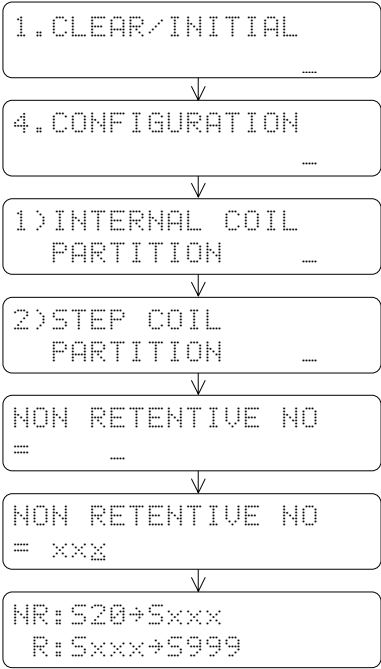 1.CLEAR/INITIAL
_
4.CONFIGURATION
_
1)INTERNAL COIL
PARTITION _
2)STEP COIL
PARTITION _
NON RETENTIVE NO
= _
NON RETENTIVE NO
= xxx
NR:S20→Sxxx
R:Sxxx→S999